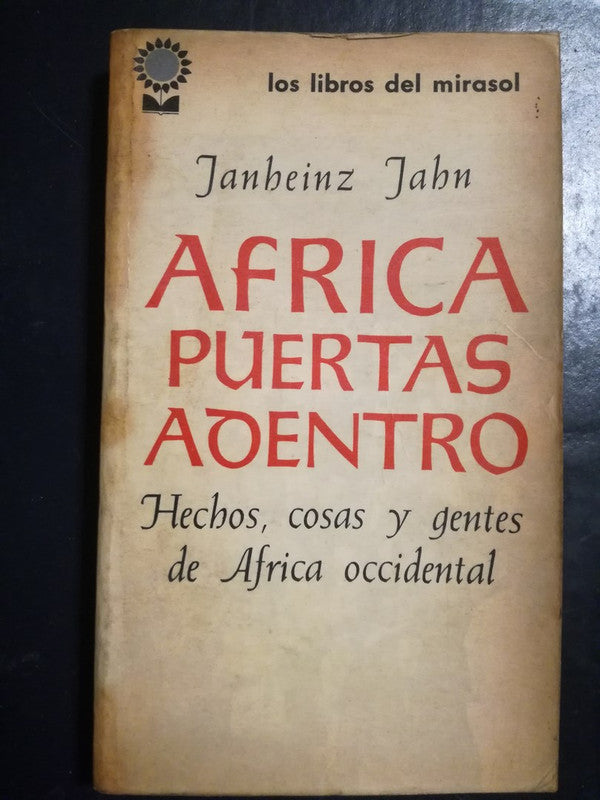 los libros del mirasol
Janheinz Jahn
AFRICA
PUERTAS
ADENTRO
Hechos, cosas y gentes
de Africa occidental